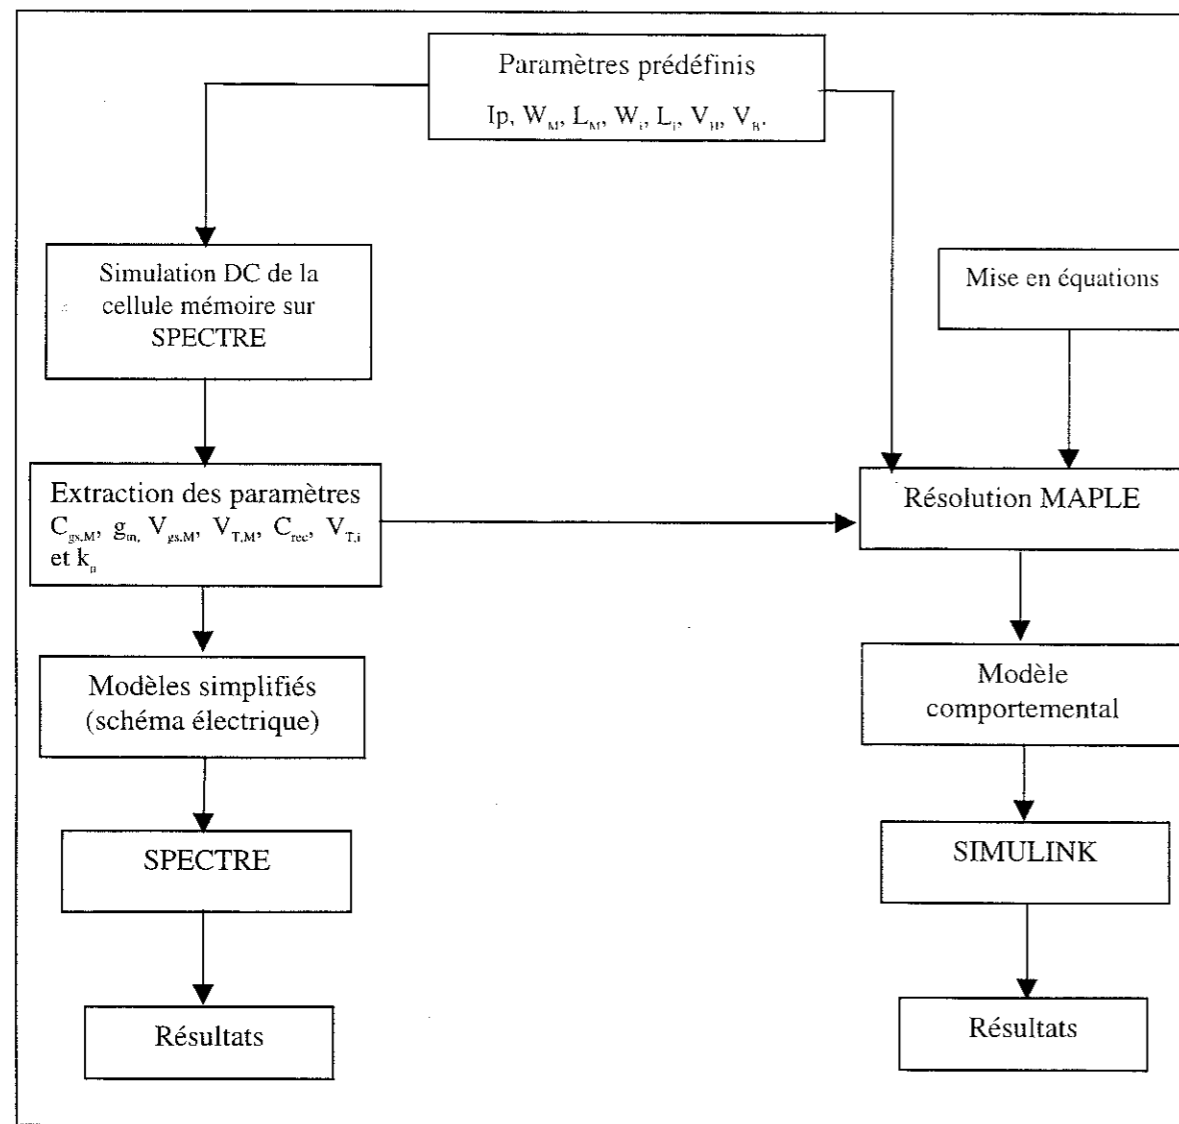 Paramètres prédéfinis
Ip, W_M, L_M, W_i, L_i, V_H, V_B.
Simulation DC de la
cellule mémoire sur
SPECTRE
Mise en équations
Extraction des paramètres
C_gs,M, g_m, V_gs,M, V_T,M, C_rec, V_T,i
et k_n
Résolution MAPLE
Modèles simplifiés
(schéma électrique)
Modèle
comportemental
SPECTRE
SIMULINK
Résultats
Résultats